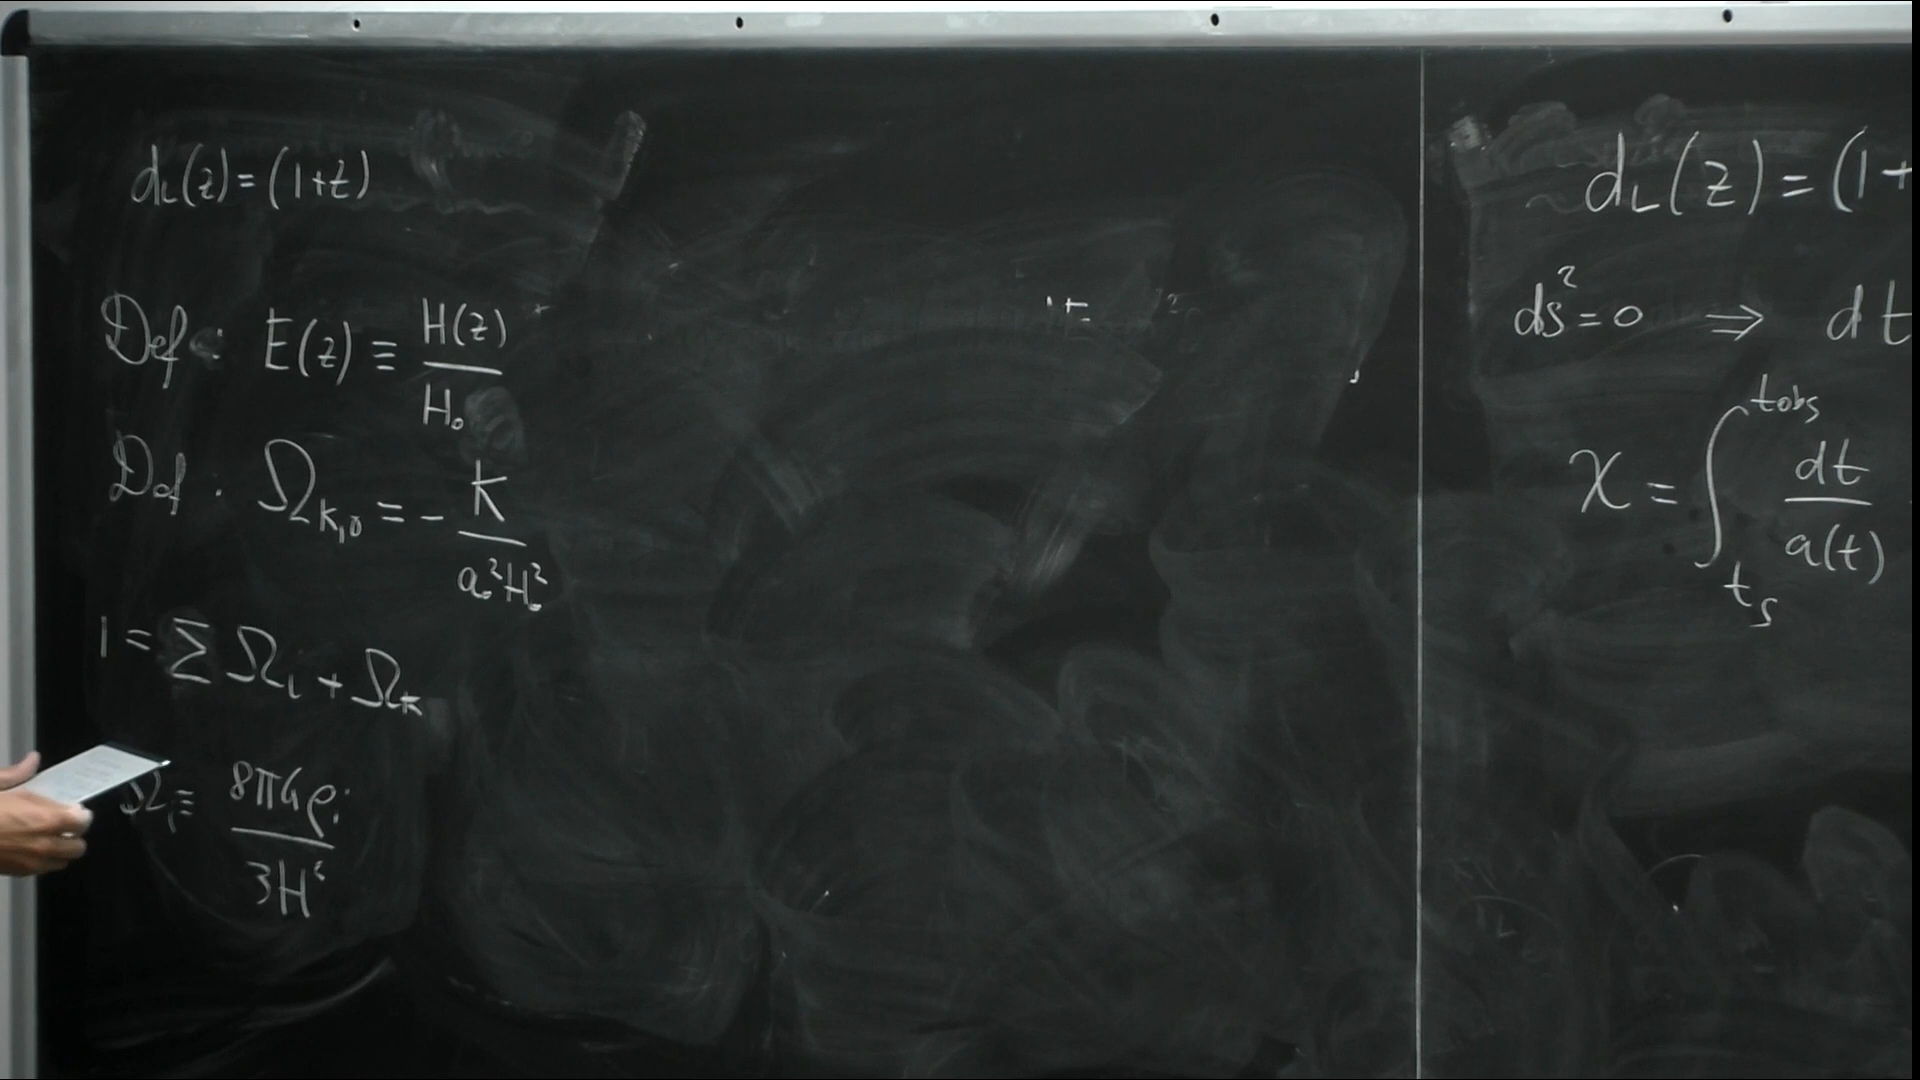 d_L(z) = (1+z)
Def : E(z) ≡ H(z) / H_0
Def : Ω_{K,0} = - K / a_0^2 H_0^2
1 = Σ Ω_i + Ω_K
Ω_i ≡ 8πGρ_i / 3H^2
d_L(z) = (1+
ds^2 = 0 ⇒ dt
χ = ∫_{t_s}^{t_obs} dt / a(t)